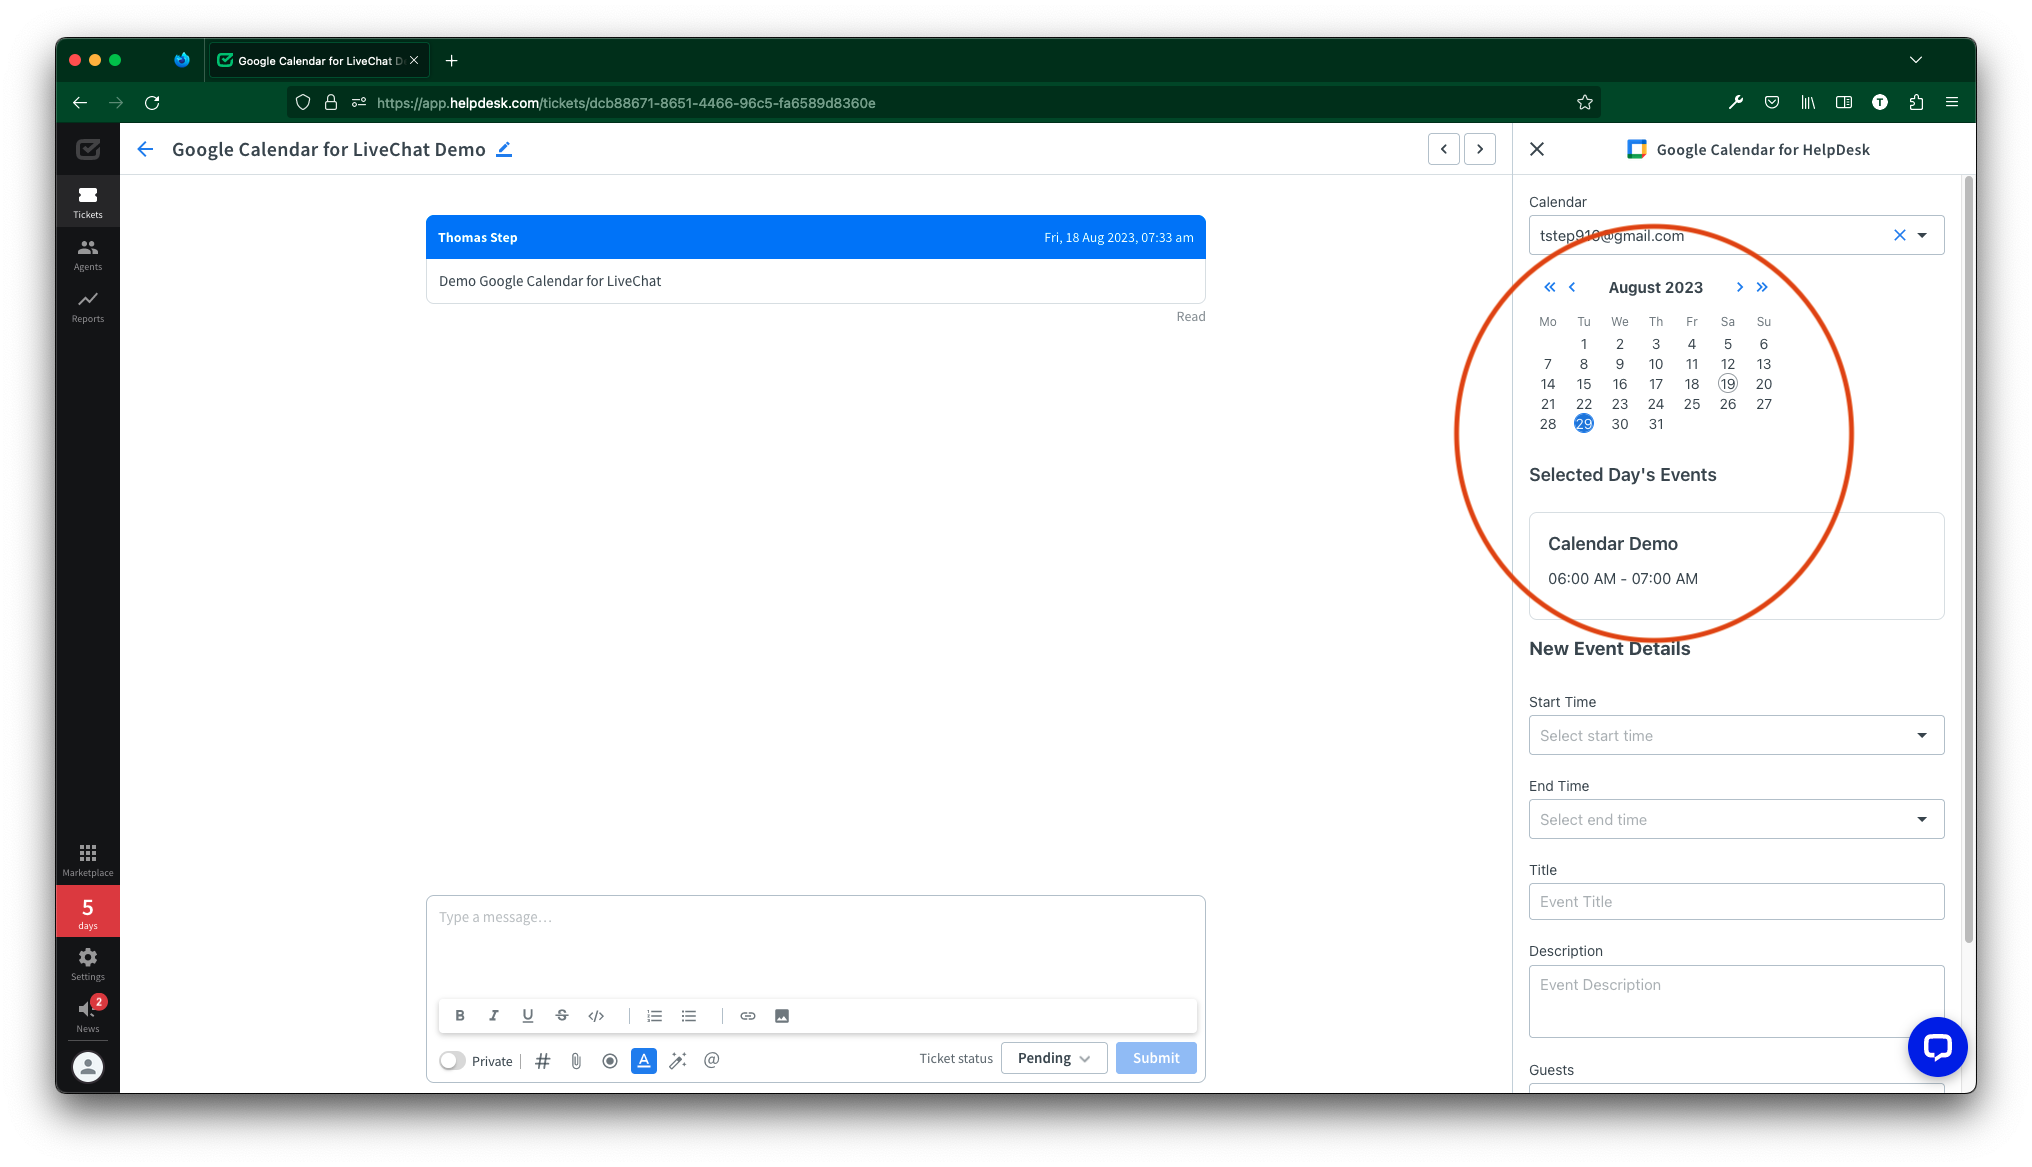 Google Calendar for LiveChat D
https://app.helpdesk.com/tickets/dcb88671-8651-4466-96c5-fa6589d8360e
T
Tickets
Agents
Reports
Marketplace
5
days
Settings
2
News
Google Calendar for LiveChat Demo
Thomas Step
Fri, 18 Aug 2023, 07:33 am
Demo Google Calendar for LiveChat
Read
Type a message…
B I U S </>
Private
# A @
Ticket status
Pending
Submit
Google Calendar for HelpDesk
Calendar
tstep916@gmail.com
« ‹ August 2023 › »
Mo Tu We Th Fr Sa Su
1 2 3 4 5 6
7 8 9 10 11 12 13
14 15 16 17 18 19 20
21 22 23 24 25 26 27
28 29 30 31
Selected Day's Events
Calendar Demo
06:00 AM - 07:00 AM
New Event Details
Start Time
Select start time
End Time
Select end time
Title
Event Title
Description
Event Description
Guests